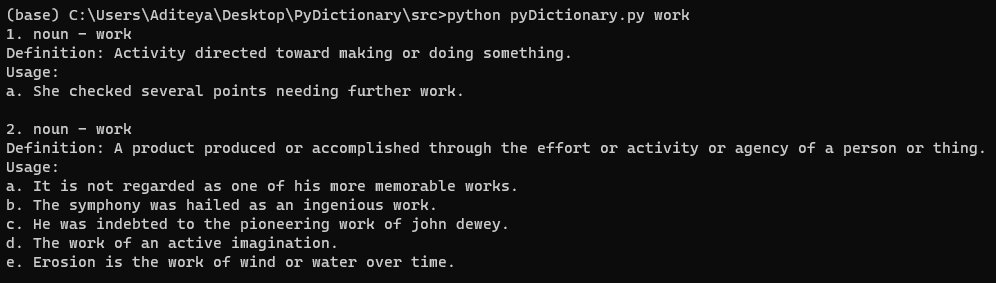 (base) C:\Users\Aditeya\Desktop\PyDictionary\src>python pyDictionary.py work
1. noun - work
Definition: Activity directed toward making or doing something.
Usage:
a. She checked several points needing further work.

2. noun - work
Definition: A product produced or accomplished through the effort or activity or agency of a person or thing.
Usage:
a. It is not regarded as one of his more memorable works.
b. The symphony was hailed as an ingenious work.
c. He was indebted to the pioneering work of john dewey.
d. The work of an active imagination.
e. Erosion is the work of wind or water over time.